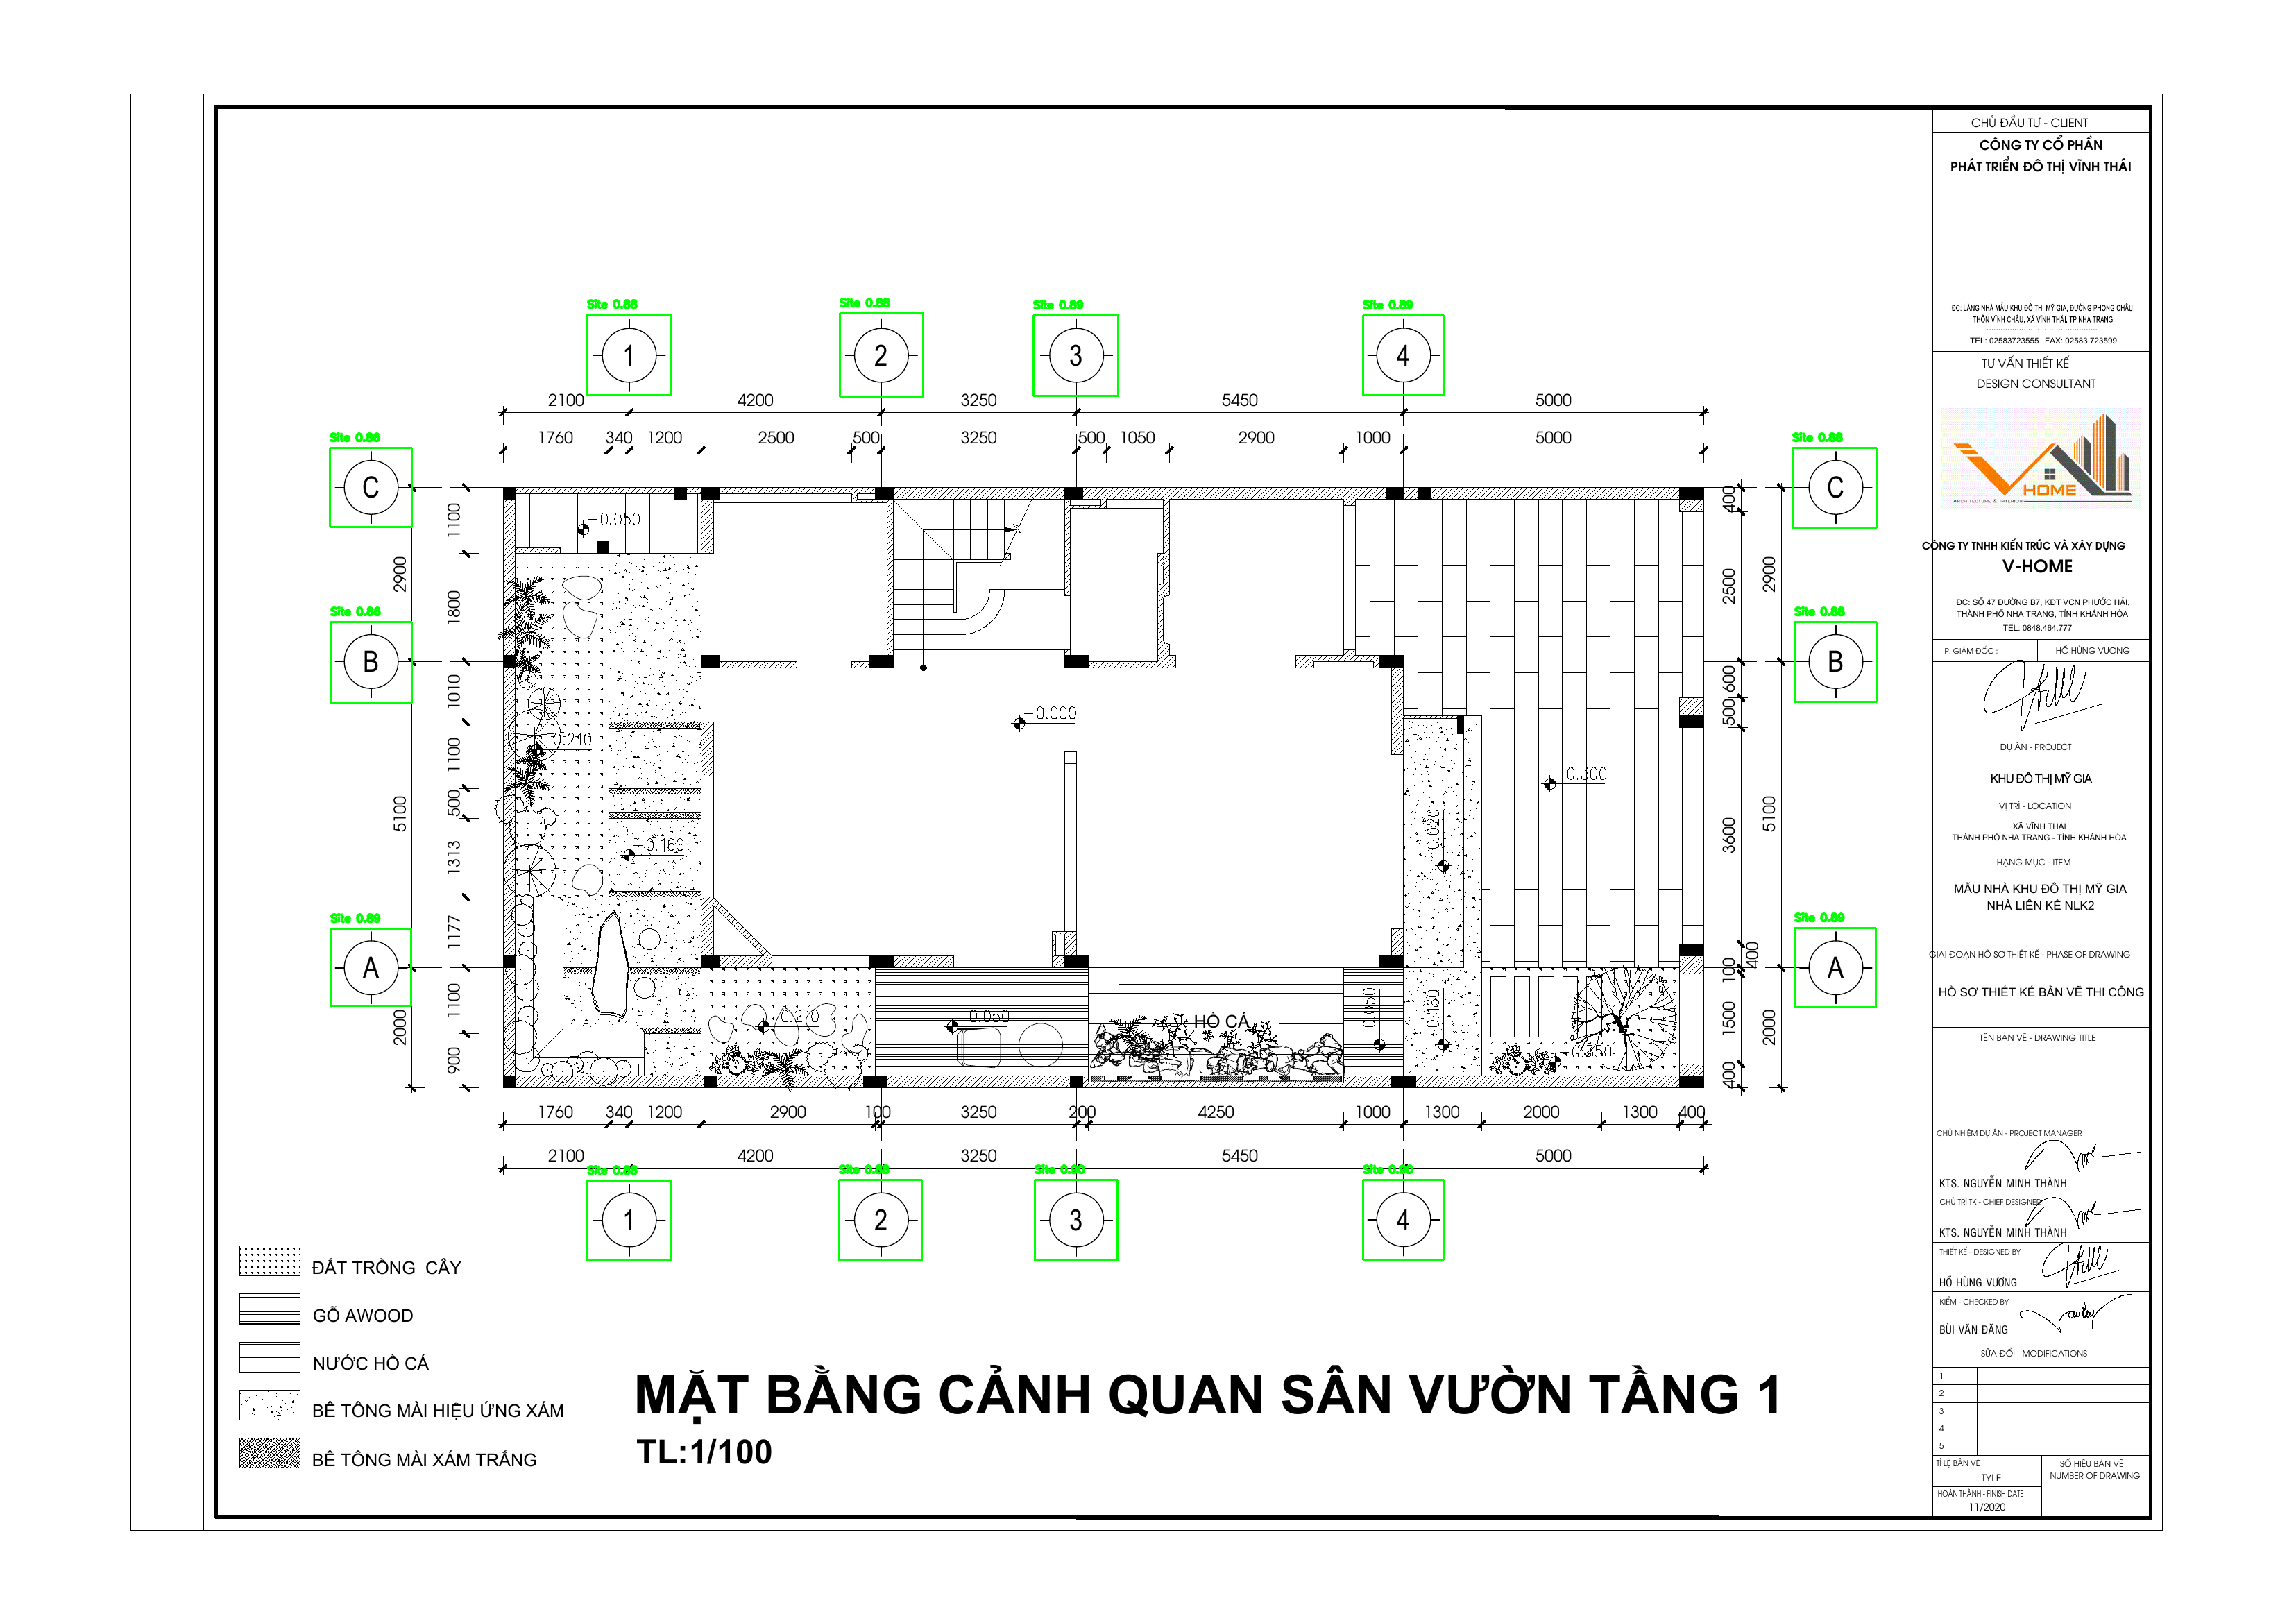 CHỦ ĐẦU TƯ - CLIENT
CÔNG TY CỔ PHẦN
PHÁT TRIỂN ĐÔ THỊ VĨNH THÁI
ĐC: LÀNG NHÀ MẪU KHU ĐÔ THỊ MỸ GIA, ĐƯỜNG PHONG CHÂU,
THÔN VĨNH CHÂU, XÃ VĨNH THÁI, TP NHA TRANG
TEL: 02583723555 FAX: 02583 723599
TƯ VẤN THIẾT KẾ
DESIGN CONSULTANT
HOME
ARCHITECTURE & INTERIOR
CÔNG TY TNHH KIẾN TRÚC VÀ XÂY DỰNG
V-HOME
ĐC: SỐ 47 ĐƯỜNG B7, KĐT VCN PHƯỚC HẢI,
THÀNH PHỐ NHA TRANG, TỈNH KHÁNH HÒA
TEL: 0848.464.777
P. GIÁM ĐỐC : HỒ HÙNG VƯƠNG
DỰ ÁN - PROJECT
KHU ĐÔ THỊ MỸ GIA
VỊ TRÍ - LOCATION
XÃ VĨNH THÁI
THÀNH PHỐ NHA TRANG - TỈNH KHÁNH HÒA
HẠNG MỤC - ITEM
MẪU NHÀ KHU ĐÔ THỊ MỸ GIA
NHÀ LIÊN KẾ NLK2
GIAI ĐOẠN HỒ SƠ THIẾT KẾ - PHASE OF DRAWING
HỒ SƠ THIẾT KẾ BẢN VẼ THI CÔNG
TÊN BẢN VẼ - DRAWING TITLE
CHỦ NHIỆM DỰ ÁN - PROJECT MANAGER
KTS. NGUYỄN MINH THÀNH
CHỦ TRÌ TK - CHIEF DESIGNER
KTS. NGUYỄN MINH THÀNH
THIẾT KẾ - DESIGNED BY
HỒ HÙNG VƯƠNG
KIỂM - CHECKED BY
BÙI VĂN ĐĂNG
SỬA ĐỔI - MODIFICATIONS
1
2
3
4
5
TỈ LỆ BẢN VẼ
TYLE
SỐ HIỆU BẢN VẼ
NUMBER OF DRAWING
HOÀN THÀNH - FINISH DATE
11/2020
Site 0.88 Site 0.88 Site 0.89 Site 0.89
1 2 3 4
2100 4200 3250 5450 5000
1760 340 1200 2500 500 3250 500 1050 2900 1000 5000
Site 0.86
C
Site 0.86
B
Site 0.89
A
2900
5100
2000
1100
1800
1010
1100
500
1313
1177
1100
900
-0.050
-0.000
-0.210
-0.160
-0.300
-0.020
-0.210
-0.050
HỒ CÁ
-0.050
-0.160
-0.350
400
2500
600
500
3600
400
100
1500
400
2900
5100
2000
Site 0.88
C
Site 0.88
B
Site 0.89
A
1760 340 1200 2900 100 3250 200 4250 1000 1300 2000 1300 400
2100 4200 3250 5450 5000
Site 0.88 Site 0.88 Site 0.90 Site 0.90
1 2 3 4
ĐẤT TRỒNG CÂY
GỖ AWOOD
NƯỚC HỒ CÁ
BÊ TÔNG MÀI HIỆU ỨNG XÁM
BÊ TÔNG MÀI XÁM TRẮNG
MẶT BẰNG CẢNH QUAN SÂN VƯỜN TẦNG 1
TL:1/100